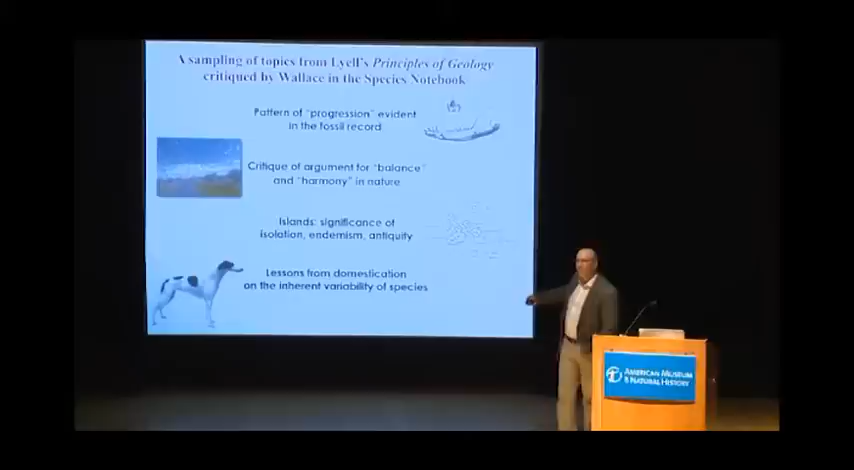 A sampling of topics from Lyell's Principles of Geology
critiqued by Wallace in the Species Notebook
Pattern of "progression" evident
in the fossil record
Critique of argument for "balance"
and "harmony" in nature
Islands: significance of
isolation, endemism, antiquity
Lessons from domestication
on the inherent variability of species
AMERICAN MUSEUM
& NATURAL HISTORY